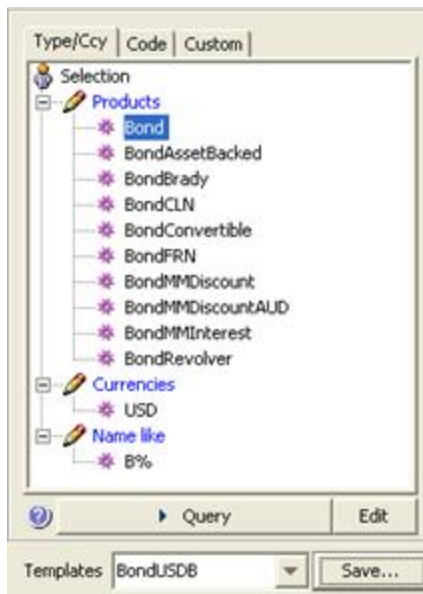 Type/Ccy Code Custom
Selection
Products
Bond
BondAssetBacked
BondBrady
BondCLN
BondConvertible
BondFRN
BondMMDiscount
BondMMDiscountAUD
BondMMInterest
BondRevolver
Currencies
USD
Name like
B%
Query Edit
Templates BondUSDB Save...